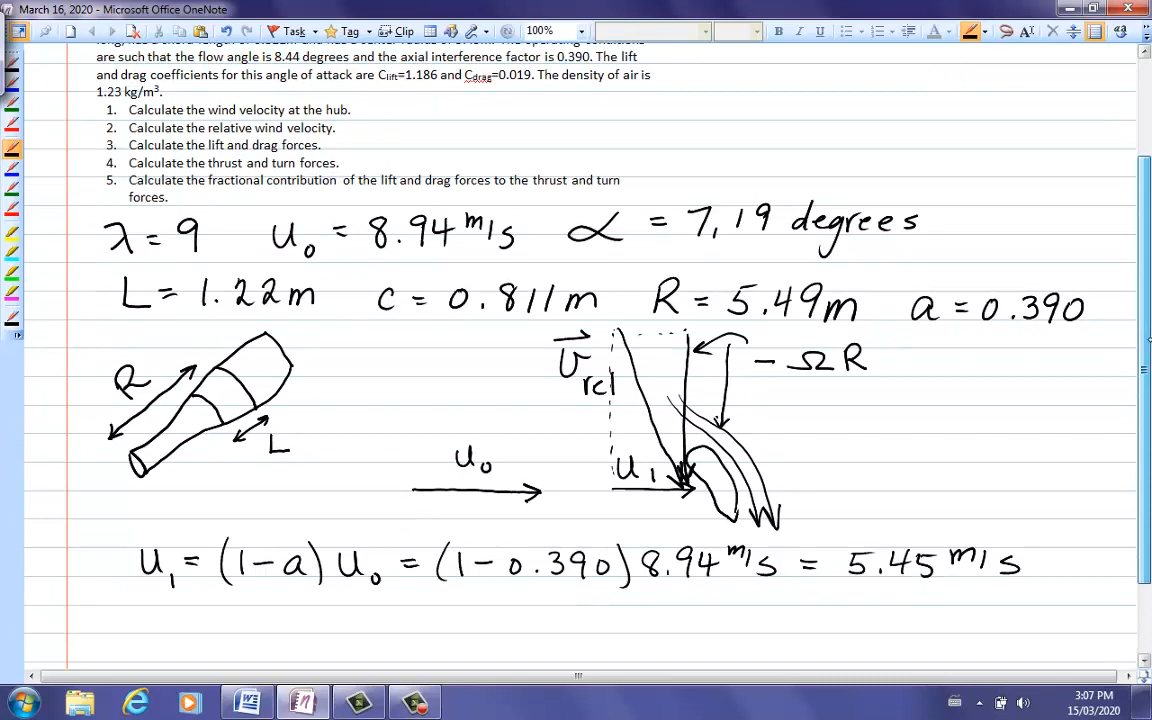 March 16, 2020 - Microsoft Office OneNote
Task Tag Clip 100% B I U A
are such that the flow angle is 8.44 degrees and the axial interference factor is 0.390. The lift
and drag coefficients for this angle of attack are Clift=1.186 and Cdrag=0.019. The density of air is
1.23 kg/m3.
1. Calculate the wind velocity at the hub.
2. Calculate the relative wind velocity.
3. Calculate the lift and drag forces.
4. Calculate the thrust and turn forces.
5. Calculate the fractional contribution of the lift and drag forces to the thrust and turn
forces.
λ = 9 u₀ = 8.94 m/s α = 7,19 degrees
L = 1.22m c = 0.811m R = 5.49m a = 0.390
R L
u₀
v⃗rel u₁ - ΩR
u₁ = (1-a) u₀ = (1-0.390) 8.94 m/s = 5.45 m/s
3:07 PM
15/03/2020